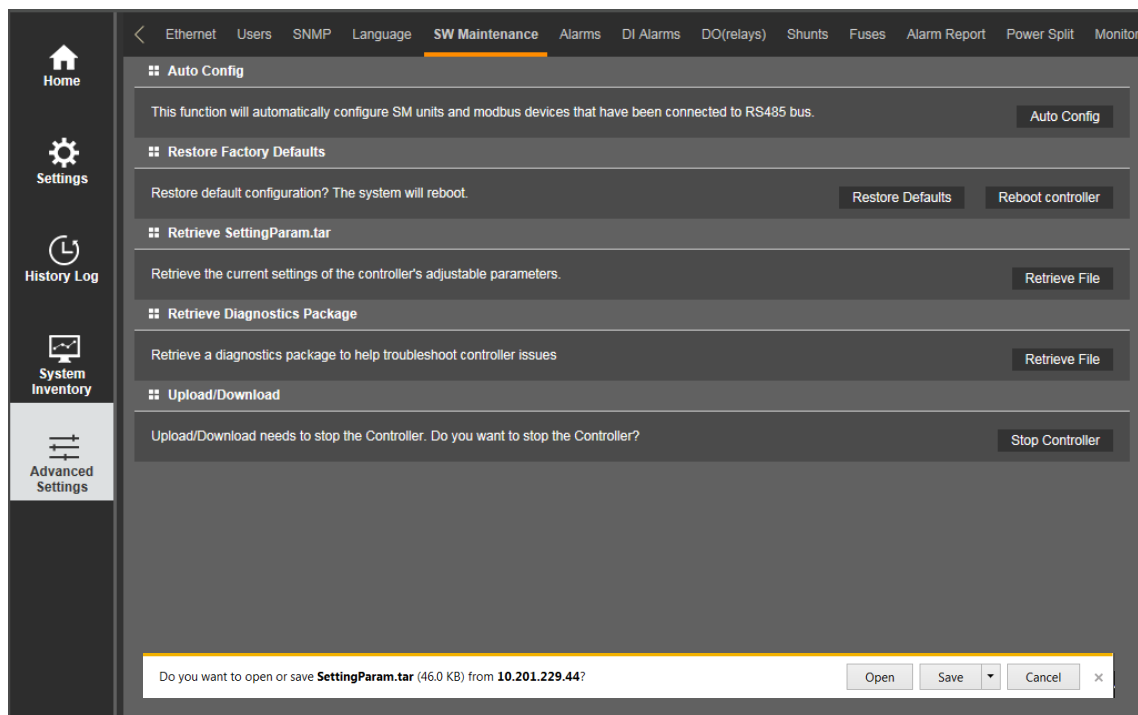 Home
Settings
History Log
System
Inventory
Advanced
Settings
Ethernet Users SNMP Language SW Maintenance Alarms DI Alarms DO(relays) Shunts Fuses Alarm Report Power Split Monitor
Auto Config
This function will automatically configure SM units and modbus devices that have been connected to RS485 bus. Auto Config
Restore Factory Defaults
Restore default configuration? The system will reboot. Restore Defaults Reboot controller
Retrieve SettingParam.tar
Retrieve the current settings of the controller's adjustable parameters. Retrieve File
Retrieve Diagnostics Package
Retrieve a diagnostics package to help troubleshoot controller issues Retrieve File
Upload/Download
Upload/Download needs to stop the Controller. Do you want to stop the Controller? Stop Controller
Do you want to open or save SettingParam.tar (46.0 KB) from 10.201.229.44? Open Save Cancel ×